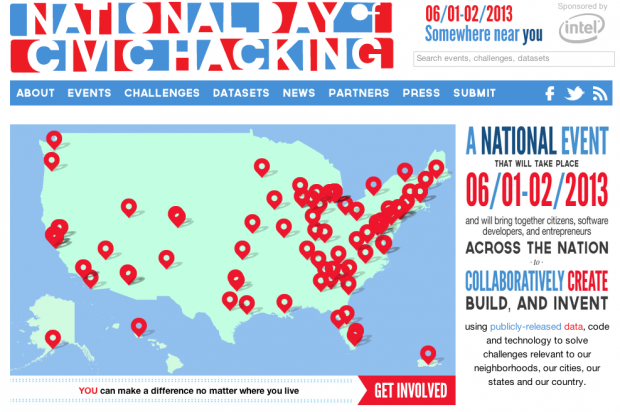 NATIONAL DAY of
CIVIC HACKING
06/01-02/2013
Somewhere near you
Sponsored by
intel
Search events, challenges, datasets
ABOUT EVENTS CHALLENGES DATASETS NEWS PARTNERS PRESS SUBMIT
A NATIONAL EVENT
THAT WILL TAKE PLACE
06/01-02/2013
and will bring together citizens, software
developers, and entrepreneurs
ACROSS THE NATION
- to -
COLLABORATIVELY CREATE
BUILD, AND INVENT
using publicly-released data, code
and technology to solve
challenges relevant to our
neighborhoods, our cities, our
states and our country.
YOU can make a difference no matter where you live
GET INVOLVED